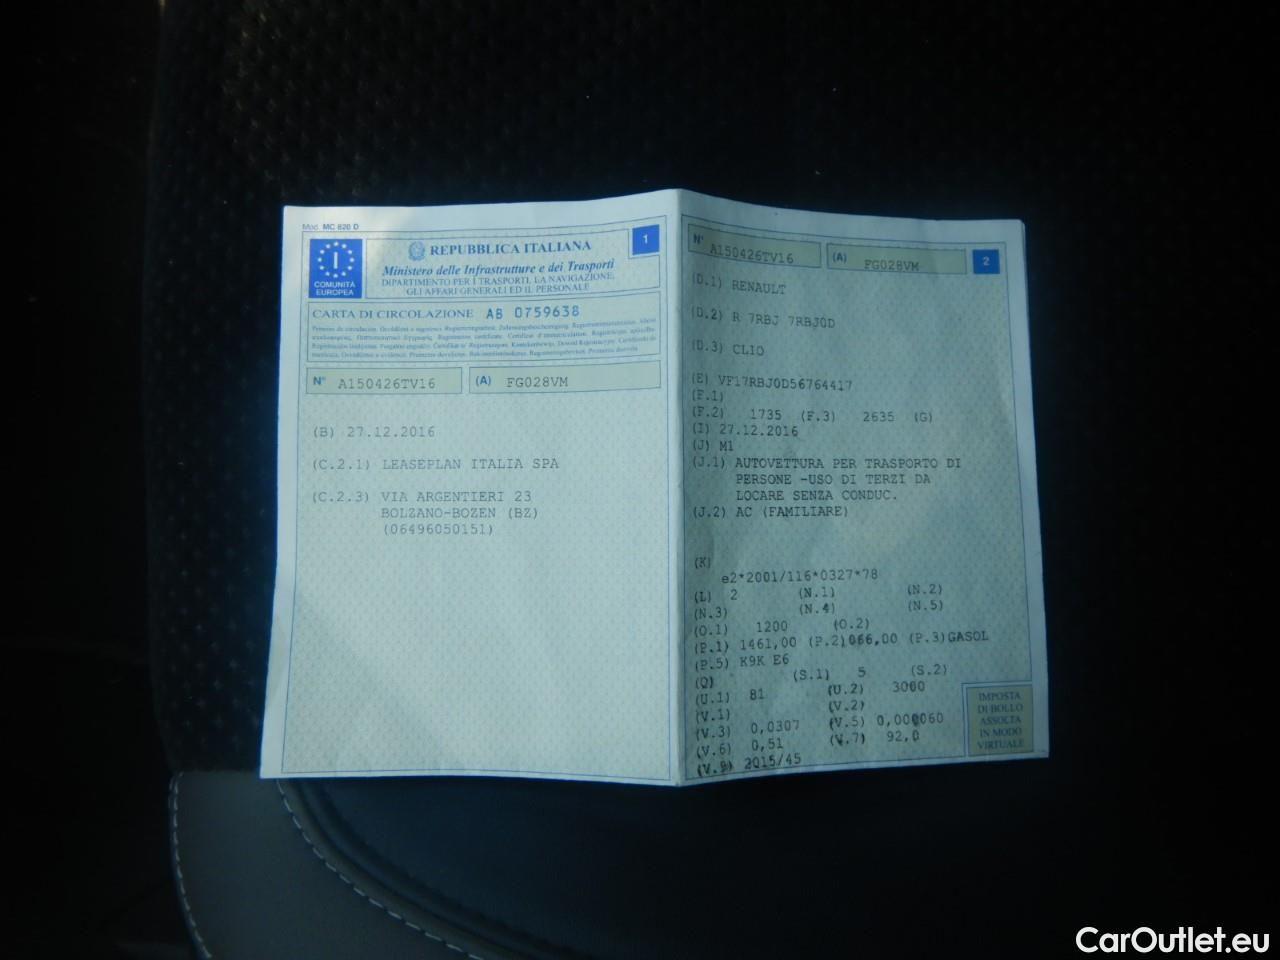 Mod. MC 820 D
I
COMUNITÀ
EUROPEA
REPUBBLICA ITALIANA
Ministero delle Infrastrutture e dei Trasporti
DIPARTIMENTO PER I TRASPORTI, LA NAVIGAZIONE,
GLI AFFARI GENERALI ED IL PERSONALE
1
CARTA DI CIRCOLAZIONE AB 0759638
N° A150426TV16 (A) FG028VM
(B) 27.12.2016
(C.2.1) LEASEPLAN ITALIA SPA
(C.2.3) VIA ARGENTIERI 23
BOLZANO-BOZEN (BZ)
(06496050151)
N° A150426TV16 (A) FG028VM 2
(D.1) RENAULT
(D.2) R 7RBJ 7RBJ0D
(D.3) CLIO
(E) VF17RBJ0D56764417
(F.1)
(F.2) 1735 (F.3) 2635 (G)
(I) 27.12.2016
(J) M1
(J.1) AUTOVETTURA PER TRASPORTO DI
PERSONE -USO DI TERZI DA
LOCARE SENZA CONDUC.
(J.2) AC (FAMILIARE)
(K)
e2*2001/116*0327*78
(L) 2 (N.1) (N.2)
(N.3) (N.4) (N.5)
(O.1) 1200 (O.2)
(P.1) 1461,00 (P.2)066,00 (P.3)GASOL
(P.5) K9K E6
(Q) (S.1) 5 (S.2)
(U.1) 81 (U.2) 3000
(V.1) (V.2)
(V.3) 0,0307 (V.5) 0,000060
(V.6) 0,51 (V.7) 92,0
(V.9) 2015/45
IMPOSTA
DI BOLLO
ASSOLTA
IN MODO
VIRTUALE
CarOutlet.eu